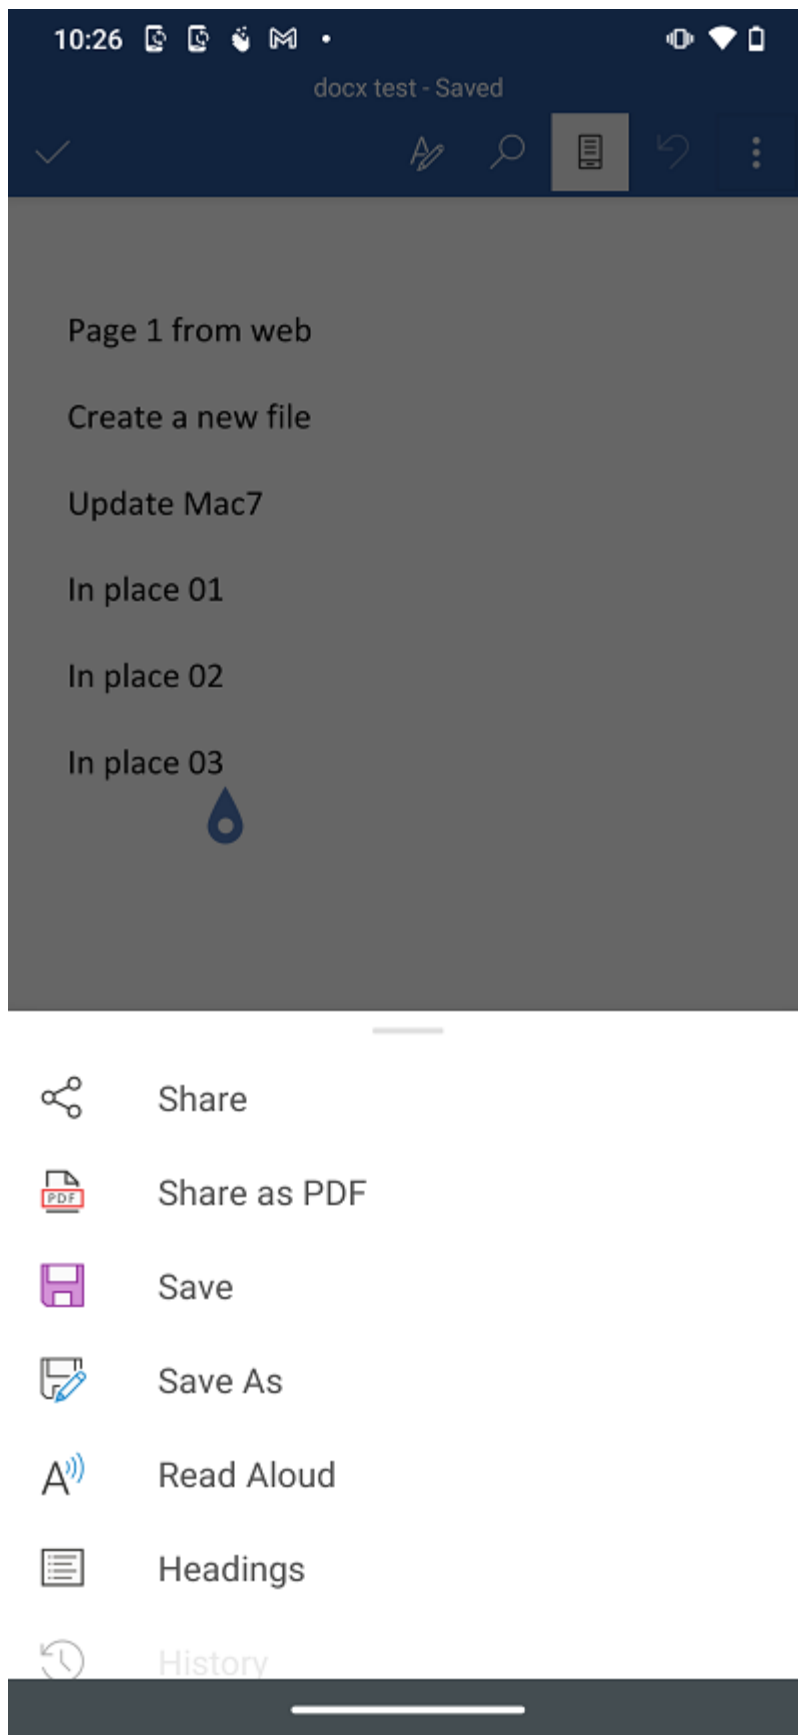 10:26
docx test - Saved
Page 1 from web
Create a new file
Update Mac7
In place 01
In place 02
In place 03
Share
PDF
Share as PDF
Save
Save As
Read Aloud
Headings
History